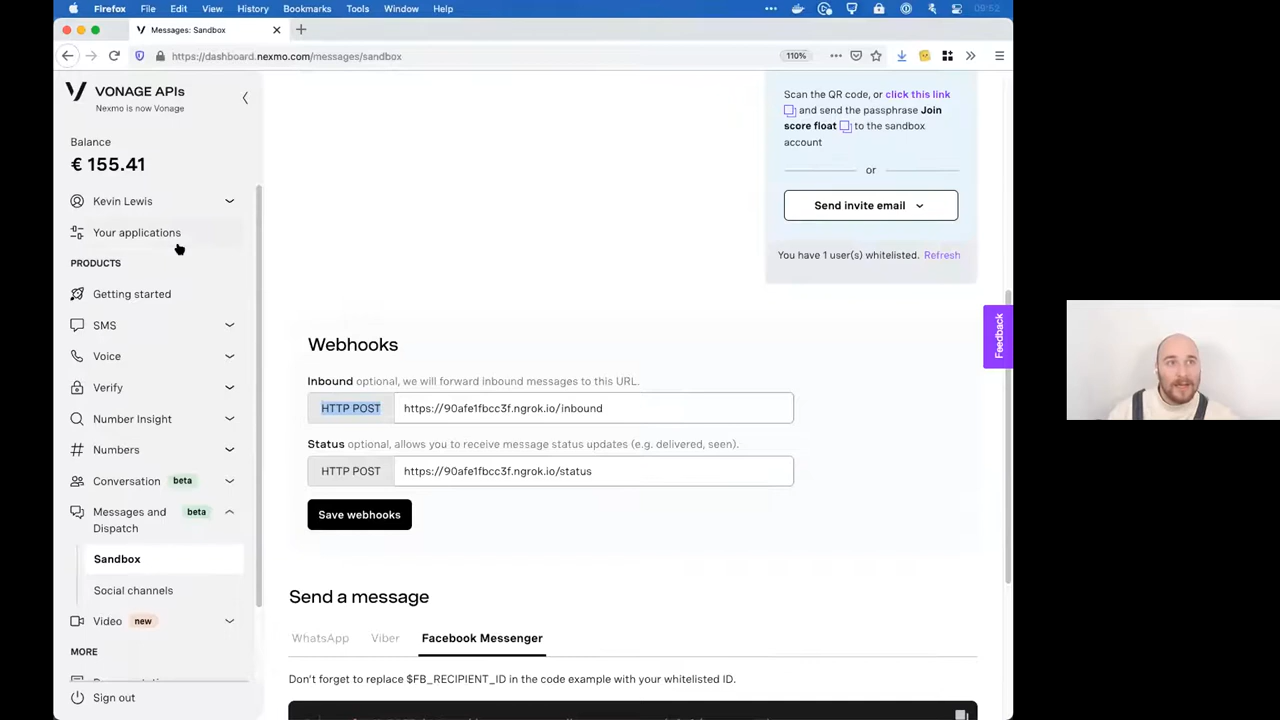 Firefox File Edit View History Bookmarks Tools Window Help 09:52
Messages: Sandbox
https://dashboard.nexmo.com/messages/sandbox 110%
VONAGE APIs
Nexmo is now Vonage
Balance
€ 155.41
Kevin Lewis
Your applications
PRODUCTS
Getting started
SMS
Voice
Verify
Number Insight
Numbers
Conversation beta
Messages and Dispatch beta
Sandbox
Social channels
Video new
MORE
Sign out
Scan the QR code, or click this link
and send the passphrase Join
score float to the sandbox
account
or
Send invite email
You have 1 user(s) whitelisted. Refresh
Feedback
Webhooks
Inbound optional, we will forward inbound messages to this URL.
HTTP POST https://90afe1fbcc3f.ngrok.io/inbound
Status optional, allows you to receive message status updates (e.g. delivered, seen).
HTTP POST https://90afe1fbcc3f.ngrok.io/status
Save webhooks
Send a message
WhatsApp Viber Facebook Messenger
Don't forget to replace $FB_RECIPIENT_ID in the code example with your whitelisted ID.